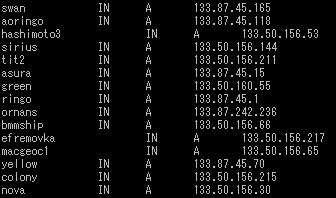 swan IN A 133.87.45.165
aoringo IN A 133.87.45.118
hashimoto3 IN A 133.50.156.53
sirius IN A 133.50.156.144
tit2 IN A 133.50.156.211
asura IN A 133.87.45.15
green IN A 133.50.160.55
ringo IN A 133.87.45.1
ornans IN A 133.87.242.236
bmmship IN A 133.50.156.66
efremovka IN A 133.50.156.217
macgeoc1 IN A 133.50.156.65
yellow IN A 133.87.45.70
colony IN A 133.50.156.215
nova IN A 133.50.156.30